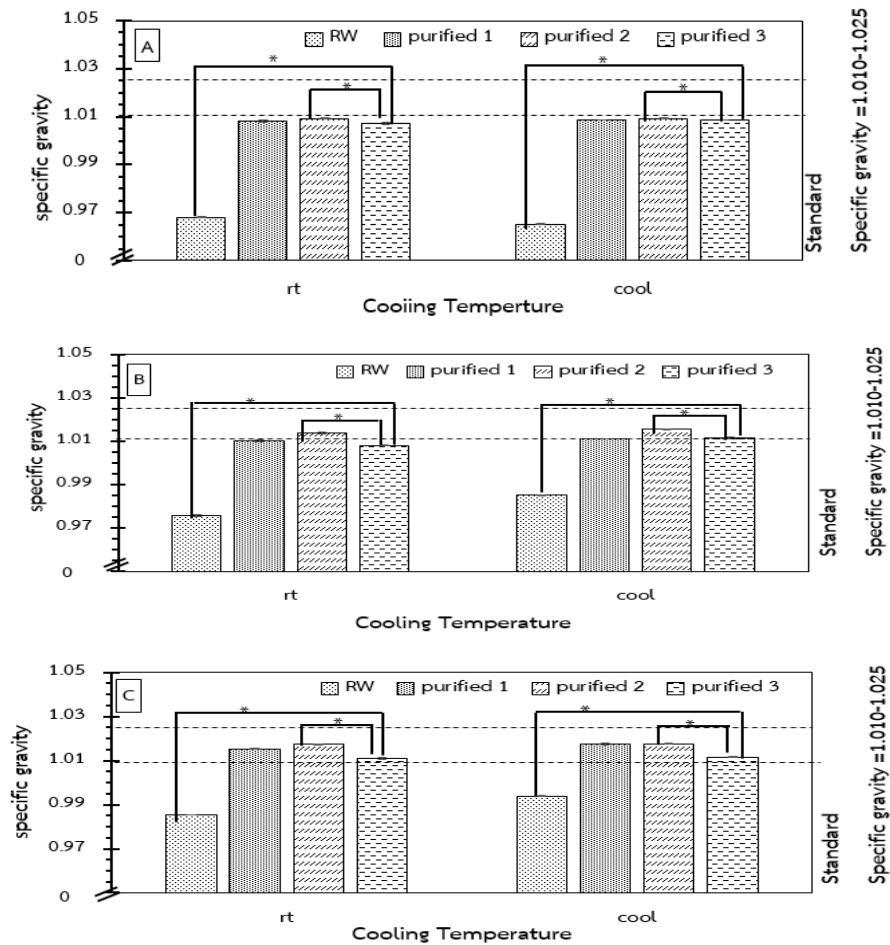 A
RW purified 1 purified 2 purified 3
1.05
1.03
1.01
0.99
0.97
0
specific gravity
* * * *
rt cool
Cooiing Temperture
Standard
Specific gravity =1.010-1.025
B
RW purified 1 purified 2 purified 3
1.05
1.03
1.01
0.99
0.97
0
specific gravity
* * * *
rt cool
Cooling Temperature
Standard
Specific gravity =1.010-1.025
C
RW purified 1 purified 2 purified 3
1.05
1.03
1.01
0.99
0.97
0
specific gravity
* * * *
rt cool
Cooling Temperature
Standard
Specific gravity =1.010-1.025